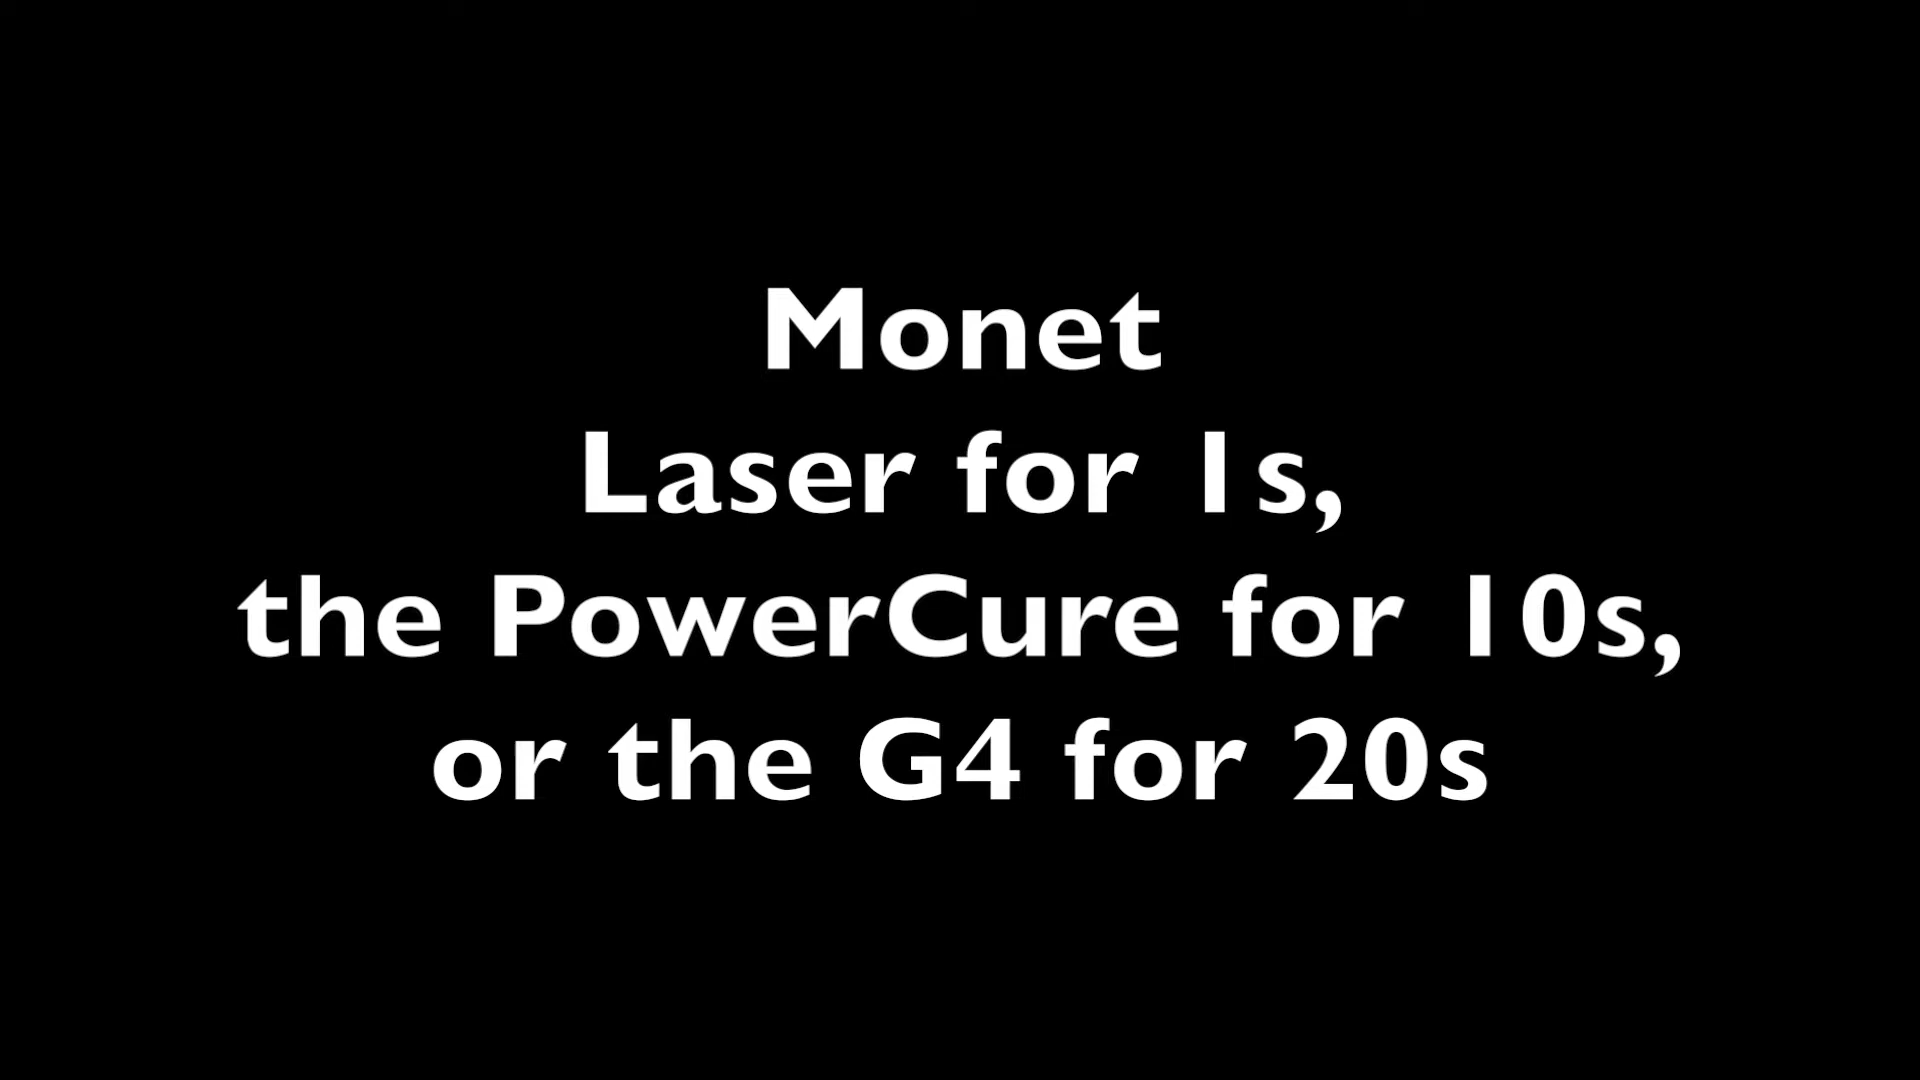 Monet
Laser for 1s,
the PowerCure for 10s,
or the G4 for 20s